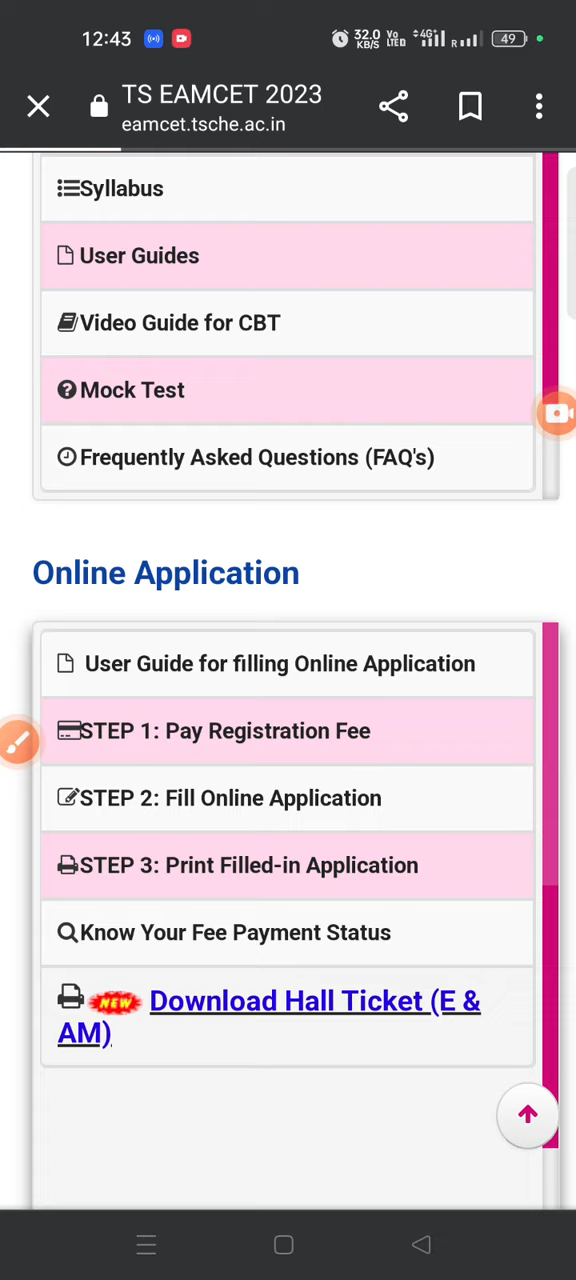 12:43
32.0
KB/S
Vo
LTED
4G+
R
49
TS EAMCET 2023
eamcet.tsche.ac.in
Syllabus
User Guides
Video Guide for CBT
Mock Test
Frequently Asked Questions (FAQ's)
Online Application
User Guide for filling Online Application
STEP 1: Pay Registration Fee
STEP 2: Fill Online Application
STEP 3: Print Filled-in Application
Know Your Fee Payment Status
NEW Download Hall Ticket (E &
AM)